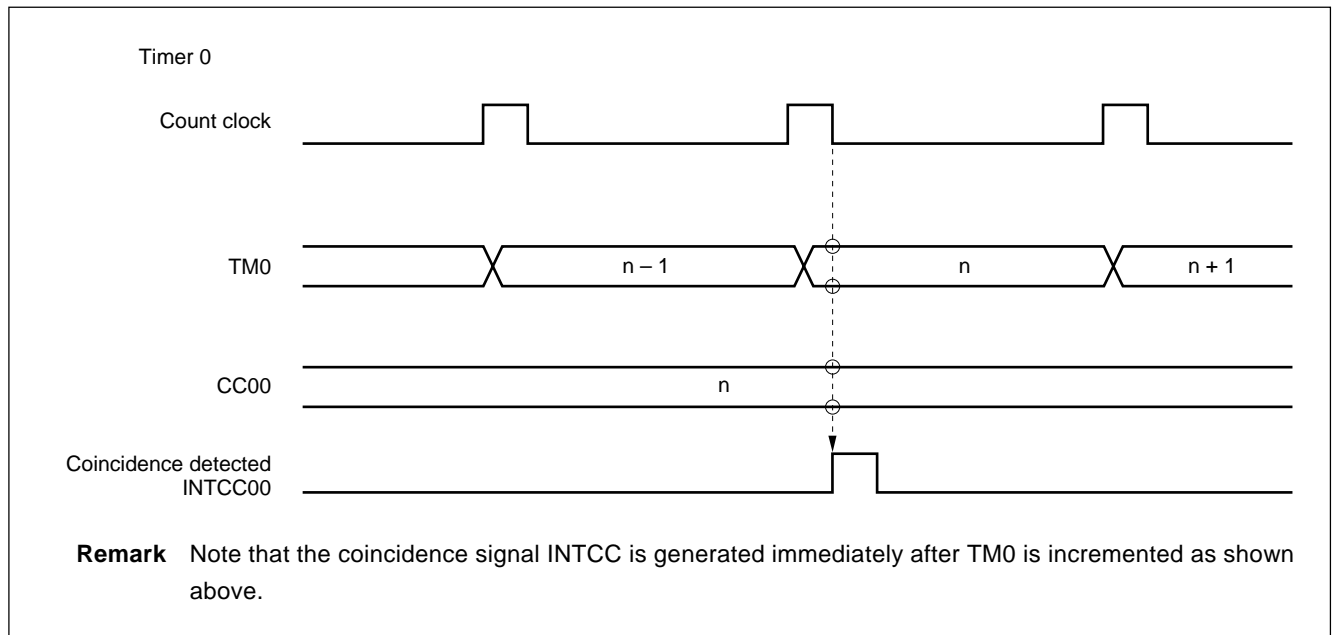 Timer 0
Count clock
TM0
n – 1
n
n + 1
CC00
n
Coincidence detected
INTCC00
Remark Note that the coincidence signal INTCC is generated immediately after TM0 is incremented as shown
above.